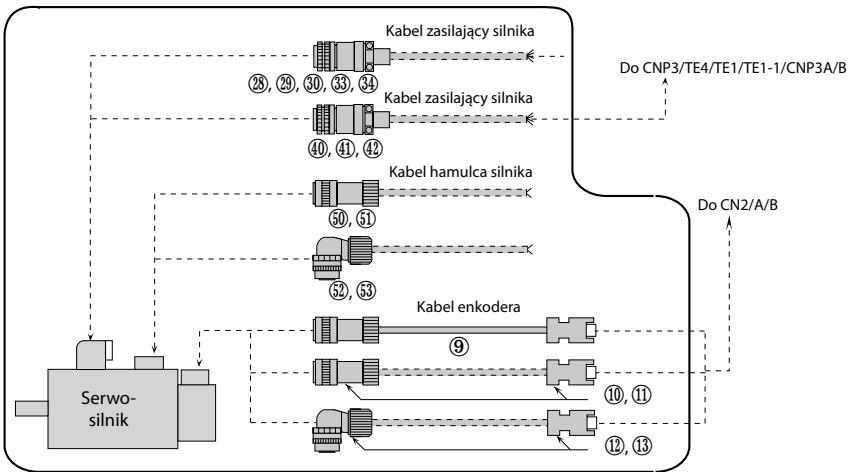 Kabel zasilający silnika
㉘, ㉙, ㉚, ㉝, ㉞
Do CNP3/TE4/TE1/TE1-1/CNP3A/B
Kabel zasilający silnika
㊵, ㊶, ㊷
Kabel hamulca silnika
㊿, 51
Do CN2/A/B
52, 53
Kabel enkodera
⑨
⑩, ⑪
⑫, ⑬
Serwo-
silnik